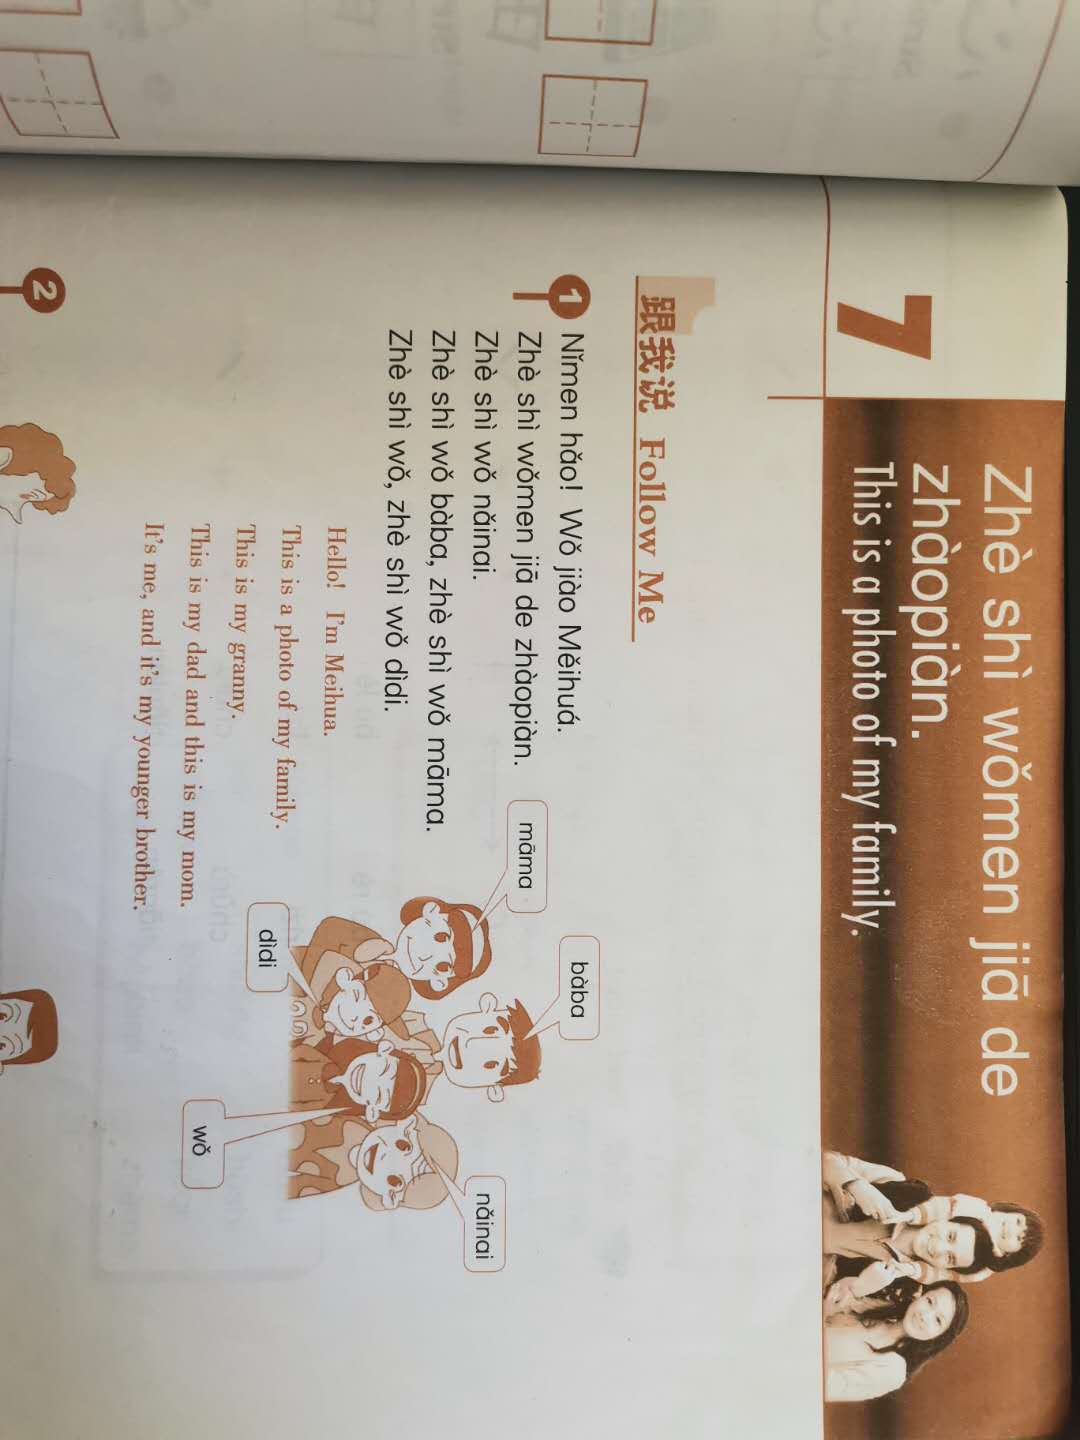 7
Zhè shì wǒmen jiā de
zhàopiàn.
This is a photo of my family.
跟我说 Follow Me
1
Nǐmen hǎo! Wǒ jiào Měihuá.
Zhè shì wǒmen jiā de zhàopiàn.
Zhè shì wǒ nǎinai.
Zhè shì wǒ bàba, zhè shì wǒ māma.
Zhè shì wǒ, zhè shì wǒ dìdi.
Hello! I'm Meihua.
This is a photo of my family.
This is my granny.
This is my dad and this is my mom.
It's me, and it's my younger brother.
bàba
māma
nǎinai
dìdi
wǒ
2